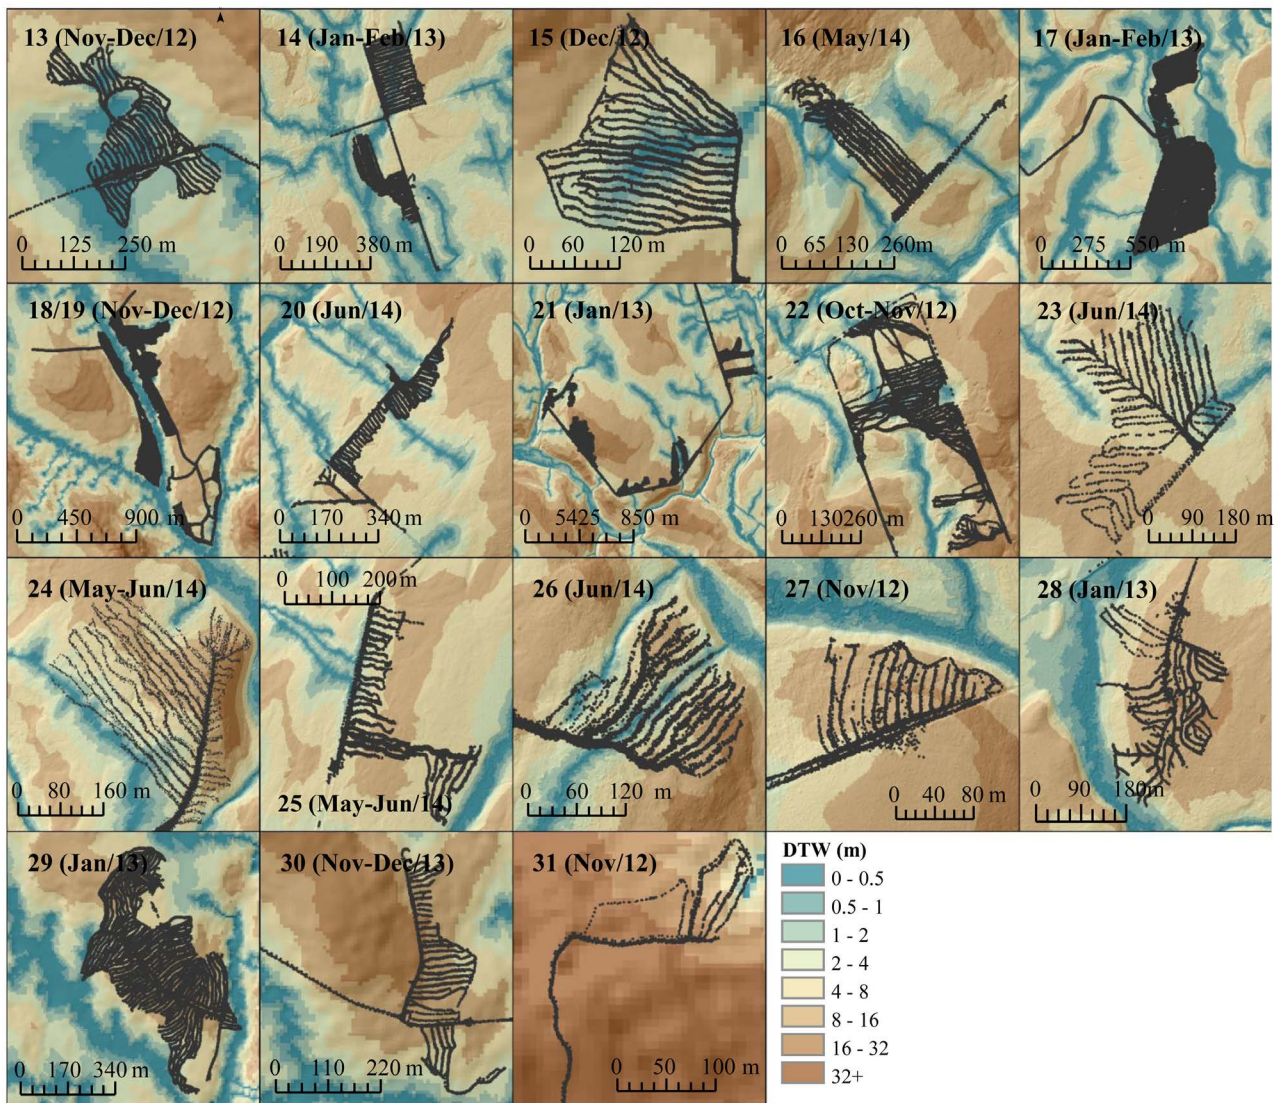 13 (Nov-Dec/12)
0 125 250 m
14 (Jan-Feb/13)
0 190 380 m
15 (Dec/12)
0 60 120 m
16 (May/14)
0 65 130 260m
17 (Jan-Feb/13)
0 275 550 m
18/19 (Nov-Dec/12)
0 450 900 m
20 (Jun/14)
0 170 340 m
21 (Jan/13)
0 5425 850 m
22 (Oct-Nov/12)
0 130260 m
23 (Jun/14)
0 90 180 m
24 (May-Jun/14)
0 80 160 m
0 100 200 m
25 (May-Jun/14)
26 (Jun/14)
0 60 120 m
27 (Nov/12)
0 40 80 m
28 (Jan/13)
0 90 180m
29 (Jan/13)
0 170 340 m
30 (Nov-Dec/13)
0 110 220 m
31 (Nov/12)
0 50 100 m
DTW (m)
0 - 0.5
0.5 - 1
1 - 2
2 - 4
4 - 8
8 - 16
16 - 32
32+